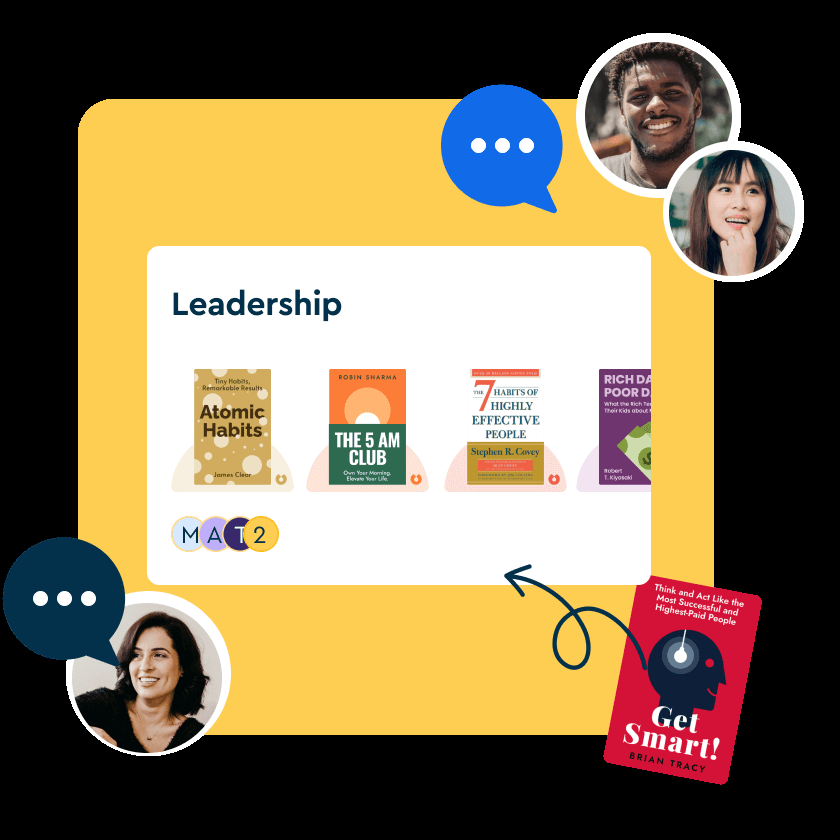 Leadership
Tiny Habits,
Remarkable Results
Atomic
Habits
James Clear
ROBIN SHARMA
THE 5 AM
CLUB
Own Your Morning.
Elevate Your Life.
THE 7 HABITS OF
HIGHLY
EFFECTIVE
PEOPLE
Stephen R. Covey
RICH DA
POOR D
What the Rich Te
Their Kids about
Robert
T. Kiyosaki
M A T 2
Think and Act Like the
Most Successful and
Highest-Paid People
Get
Smart!
BRIAN TRACY